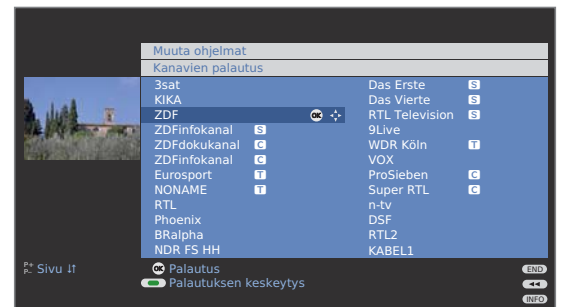 Muuta ohjelmat
Kanavien palautus
3sat
KIKA
ZDF OK
ZDFinfokanal S
ZDFdokukanal C
ZDFinfokanal C
Eurosport T
NONAME T
RTL
Phoenix
BRalpha
NDR FS HH
Das Erste S
Das Vierte S
RTL Television S
9Live
WDR Köln T
VOX
ProSieben C
Super RTL C
n-tv
DSF
RTL2
KABEL1
P+ P- Sivu
OK Palautus
Palautuksen keskeytys
END
INFO